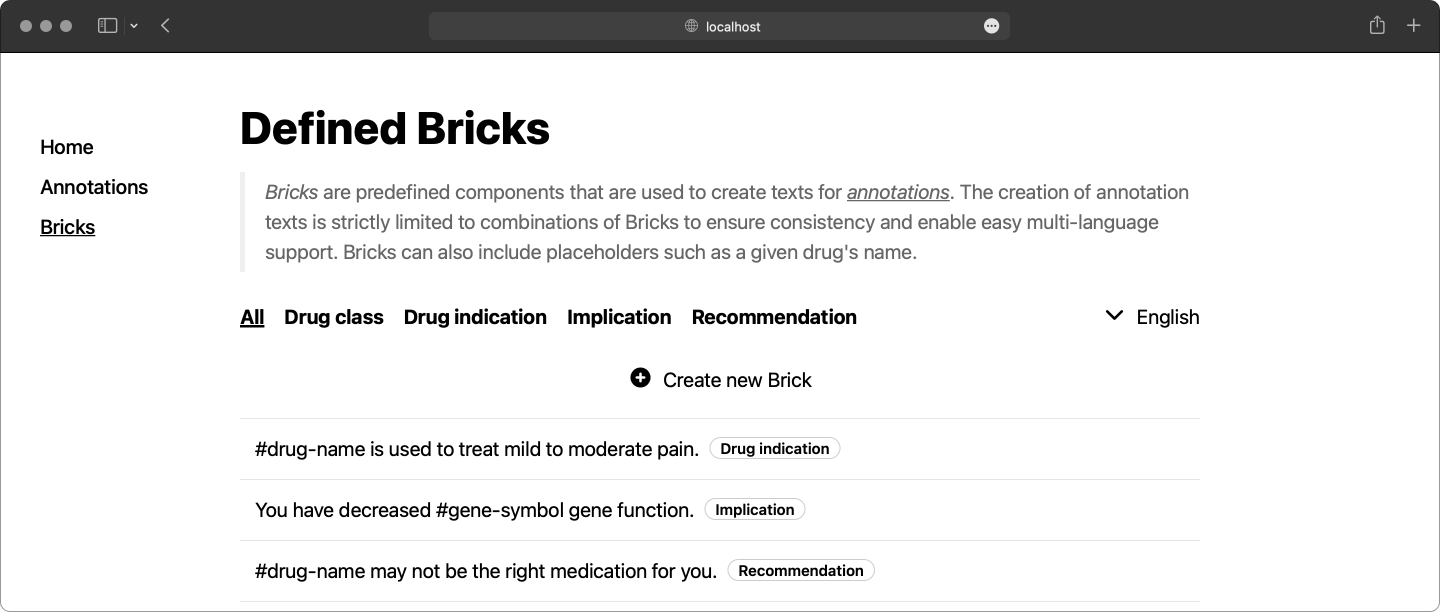 localhost
Home
Annotations
Bricks
Defined Bricks
Bricks are predefined components that are used to create texts for annotations. The creation of annotation
texts is strictly limited to combinations of Bricks to ensure consistency and enable easy multi-language
support. Bricks can also include placeholders such as a given drug's name.
All Drug class Drug indication Implication Recommendation English
Create new Brick
#drug-name is used to treat mild to moderate pain. Drug indication
You have decreased #gene-symbol gene function. Implication
#drug-name may not be the right medication for you. Recommendation